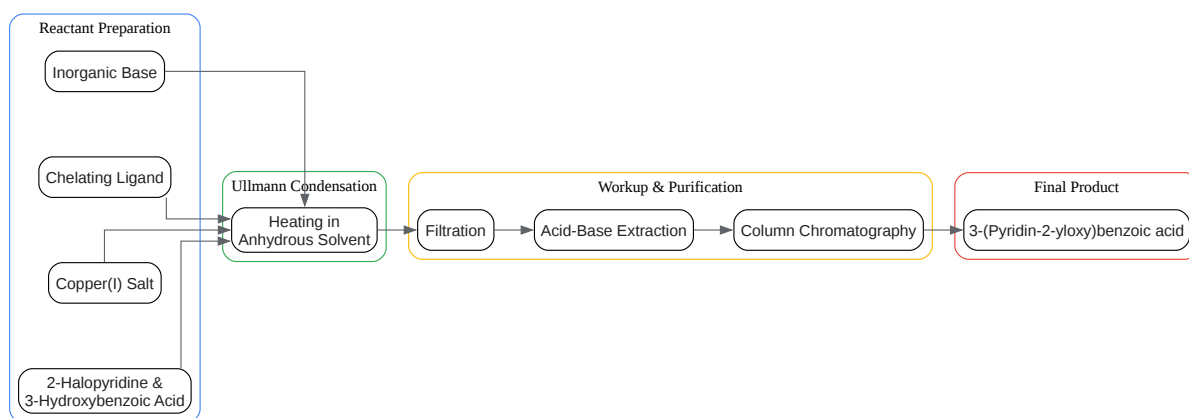 Reactant Preparation
Inorganic Base
Chelating Ligand
Copper(I) Salt
2-Halopyridine &
3-Hydroxybenzoic Acid
Ullmann Condensation
Heating in
Anhydrous Solvent
Workup & Purification
Filtration
Acid-Base Extraction
Column Chromatography
Final Product
3-(Pyridin-2-yloxy)benzoic acid